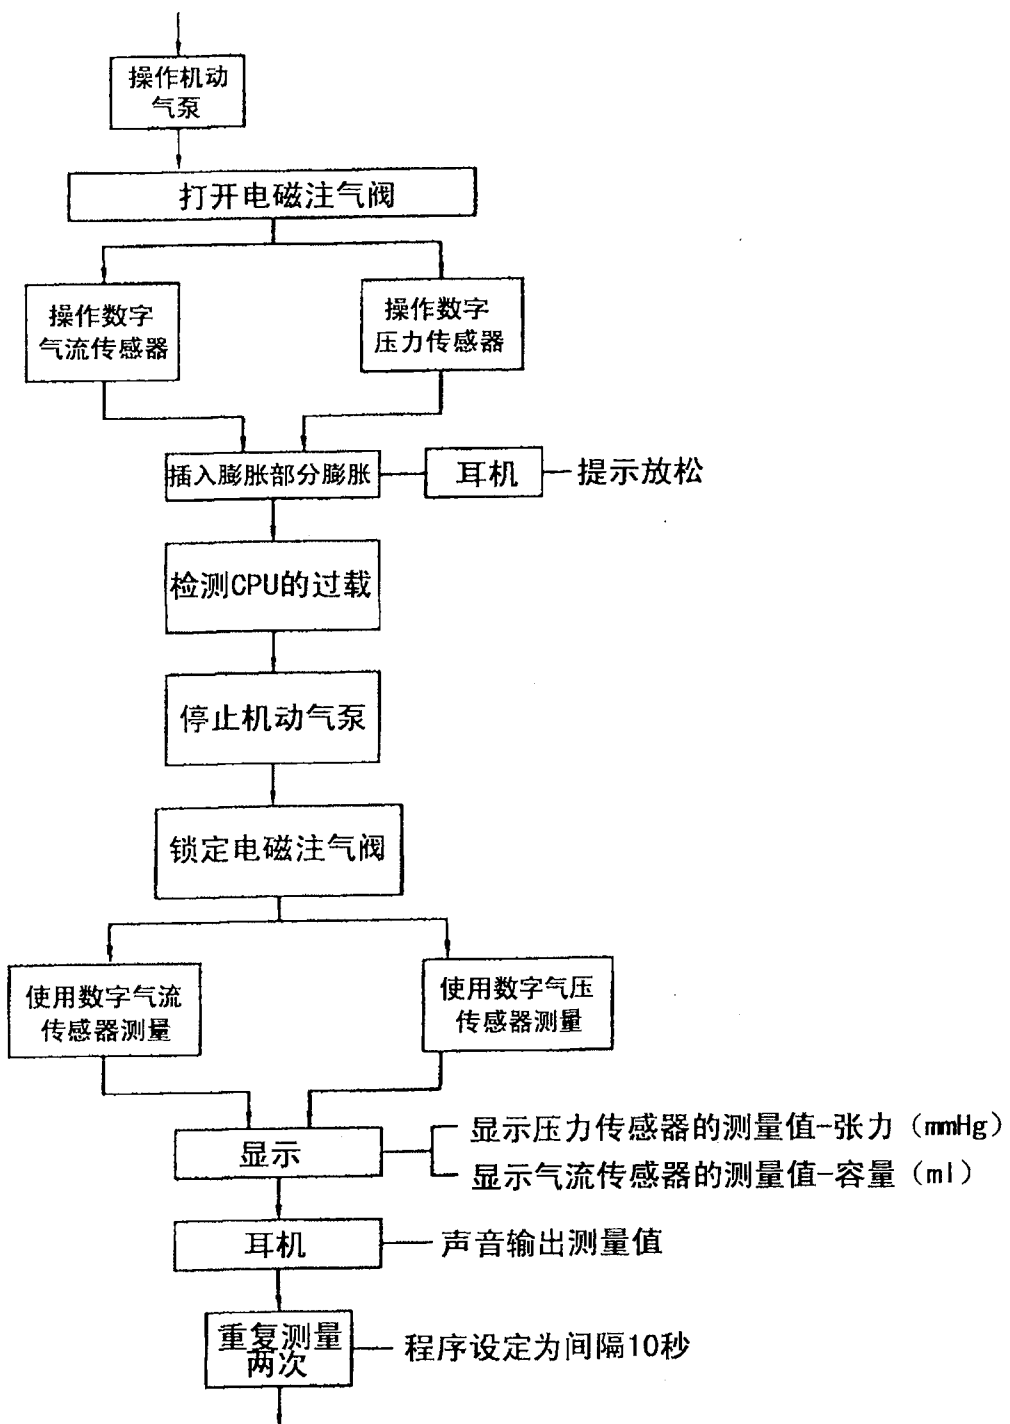 操作机动
气泵
打开电磁注气阀
操作数字
气流传感器
操作数字
压力传感器
插入膨胀部分膨胀
耳机
提示放松
检测CPU的过载
停止机动气泵
锁定电磁注气阀
使用数字气流
传感器测量
使用数字气压
传感器测量
显示
显示压力传感器的测量值-张力（mmHg）
显示气流传感器的测量值-容量（ml）
耳机
声音输出测量值
重复测量
两次
程序设定为间隔10秒